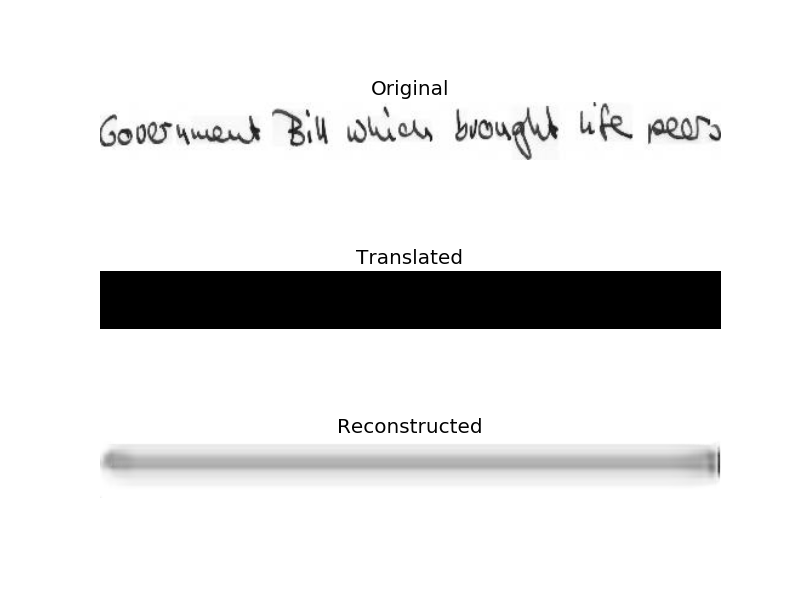 Original
Government Bill which brought life peers
Translated
Reconstructed